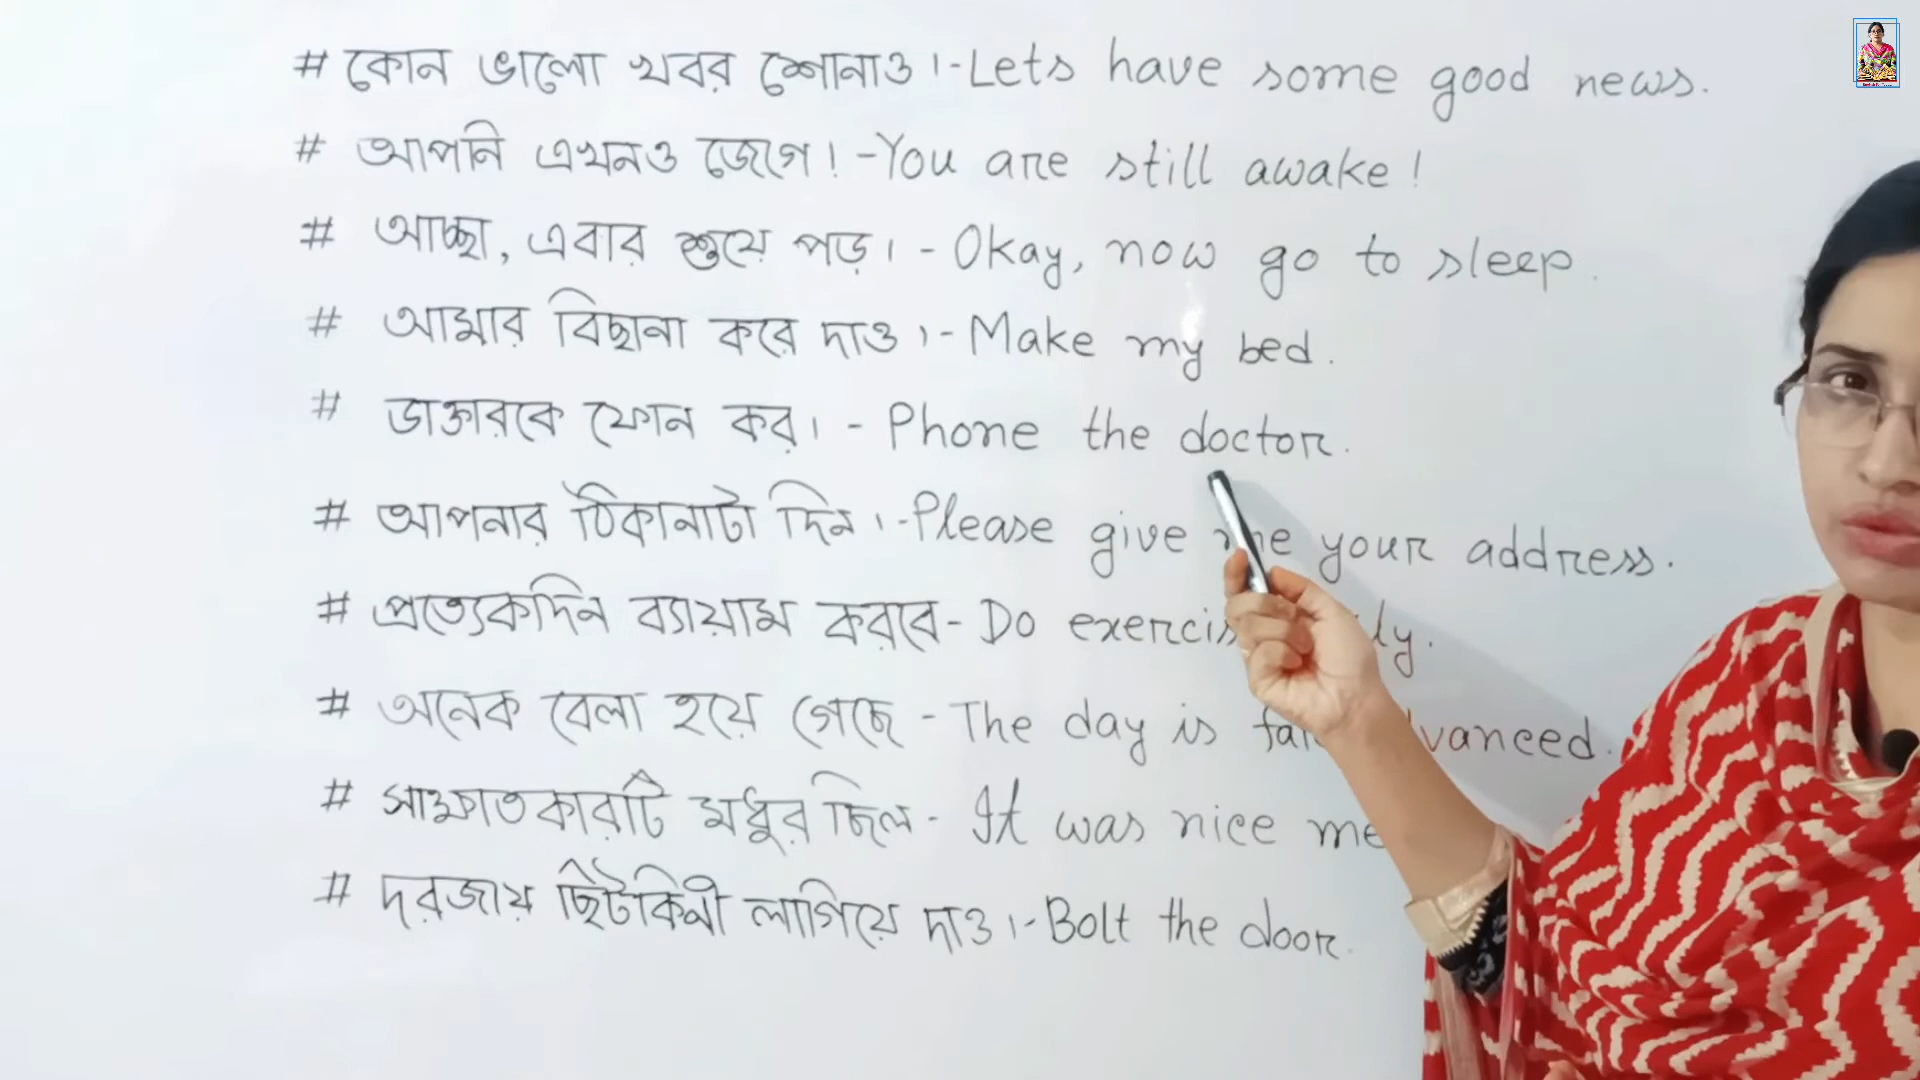 # কোন ভালো খবর শোনাও।-Lets have some good news.
# আপনি এখনও জেগে! -You are still awake!
# আচ্ছা, এবার শুয়ে পড়। - Okay, now go to sleep.
# আমার বিছানা করে দাও।- Make my bed.
# ডাক্তারকে ফোন কর। - Phone the doctor.
# আপনার ঠিকানাটা দিন।-Please give me your address.
# প্রত্যেকদিন ব্যায়াম করবে- Do
# অনেক বেলা হয়ে গেছে - The day is
# সাক্ষাতকারটি মধুর ছিল - It was nice
# দরজায় ছিটকিনী লাগিয়ে দাও।-Bolt the door.